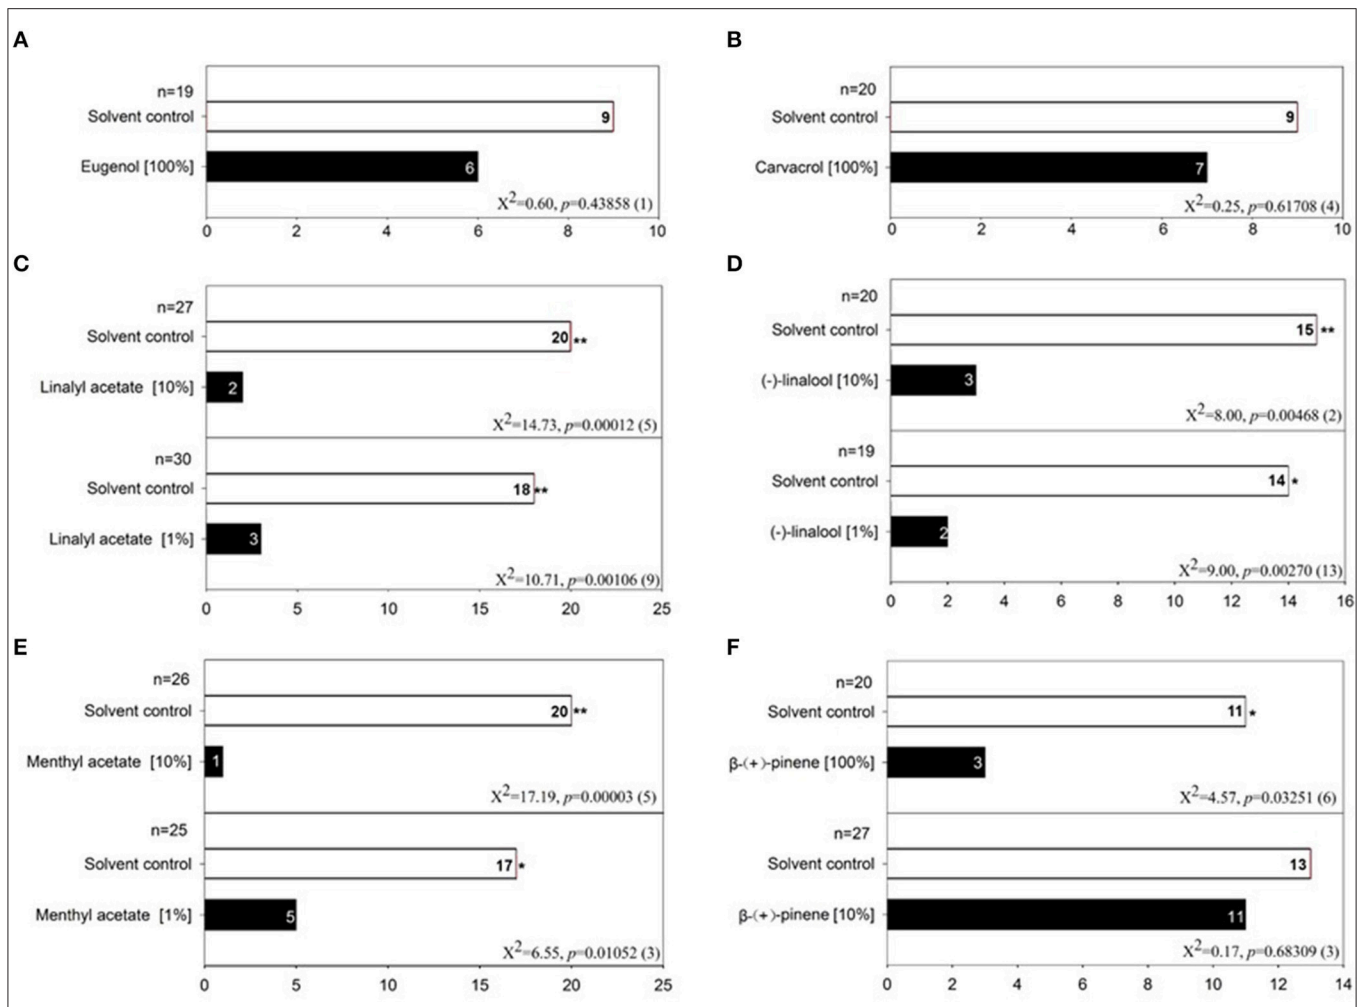 A
n=19
Solvent control
9
Eugenol [100%]
6
X²=0.60, p=0.43858 (1)
0 2 4 6 8 10
B
n=20
Solvent control
9
Carvacrol [100%]
7
X²=0.25, p=0.61708 (4)
0 2 4 6 8 10
C
n=27
Solvent control
20**
Linalyl acetate [10%]
2
X²=14.73, p=0.00012 (5)
n=30
Solvent control
18**
Linalyl acetate [1%]
3
X²=10.71, p=0.00106 (9)
0 5 10 15 20 25
D
n=20
Solvent control
15 **
(-)-linalool [10%]
3
X²=8.00, p=0.00468 (2)
n=19
Solvent control
14 *
(-)-linalool [1%]
2
X²=9.00, p=0.00270 (13)
0 2 4 6 8 10 12 14 16
E
n=26
Solvent control
20 **
Menthyl acetate [10%]
1
X²=17.19, p=0.00003 (5)
n=25
Solvent control
17 *
Menthyl acetate [1%]
5
X²=6.55, p=0.01052 (3)
0 5 10 15 20
F
n=20
Solvent control
11 *
β-(+)-pinene [100%]
3
X²=4.57, p=0.03251 (6)
n=27
Solvent control
13
β-(+)-pinene [10%]
11
X²=0.17, p=0.68309 (3)
0 2 4 6 8 10 12 14